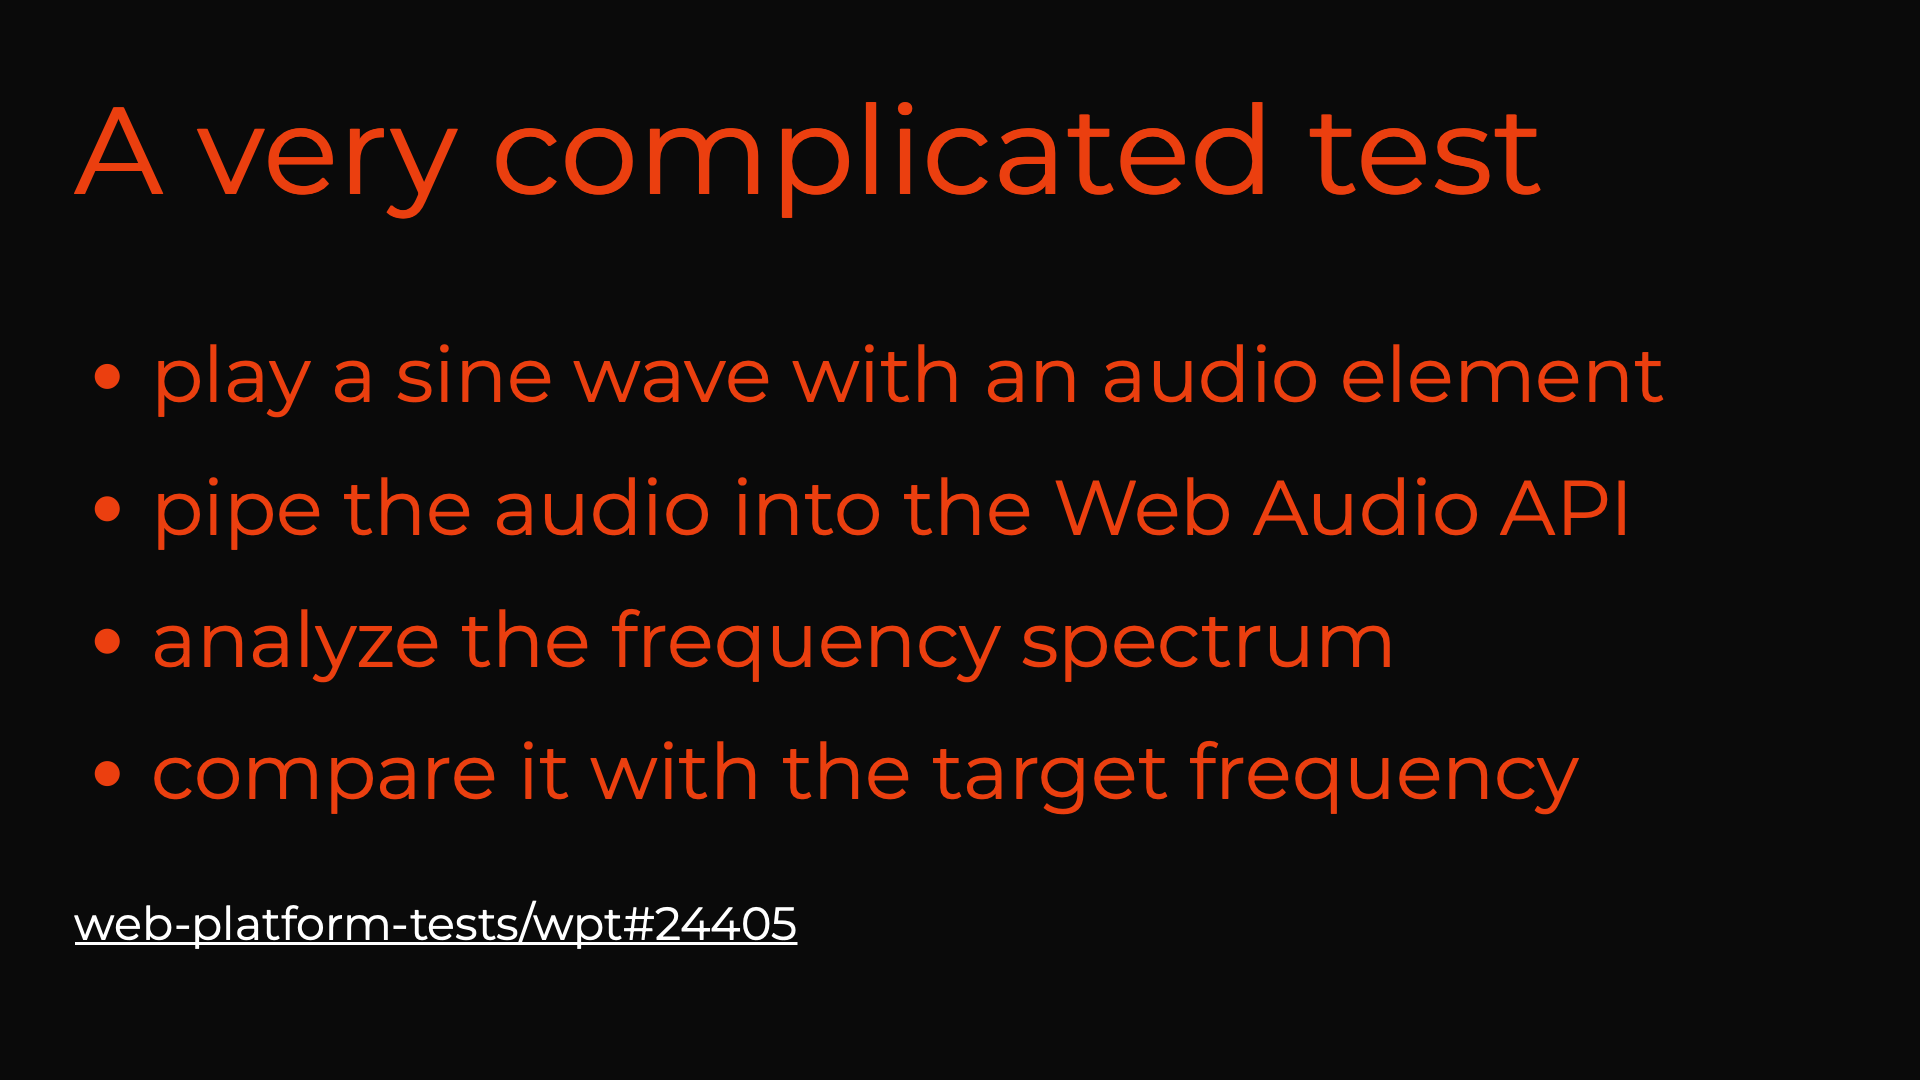 A very complicated test
• play a sine wave with an audio element
• pipe the audio into the Web Audio API
• analyze the frequency spectrum
• compare it with the target frequency
web-platform-tests/wpt#24405